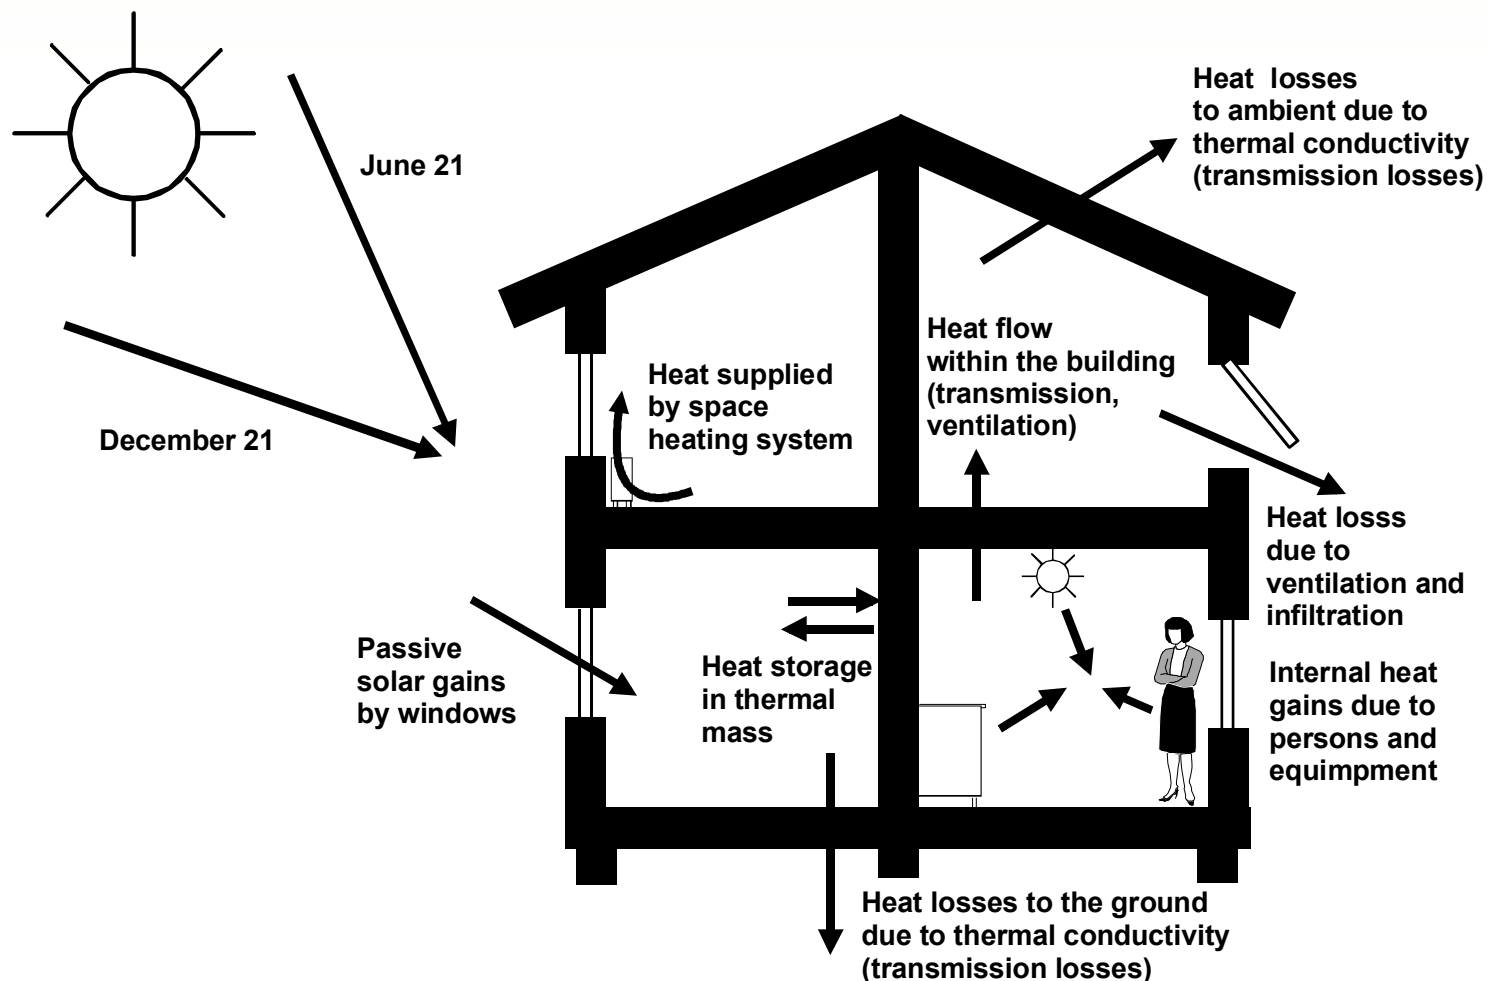 June 21
December 21
Heat losses
to ambient due to
thermal conductivity
(transmission losses)
Heat supplied
by space
heating system
Heat flow
within the building
(transmission,
ventilation)
Heat losss
due to
ventilation and
infiltration
Passive
solar gains
by windows
Heat storage
in thermal
mass
Internal heat
gains due to
persons and
equimpment
Heat losses to the ground
due to thermal conductivity
(transmission losses)